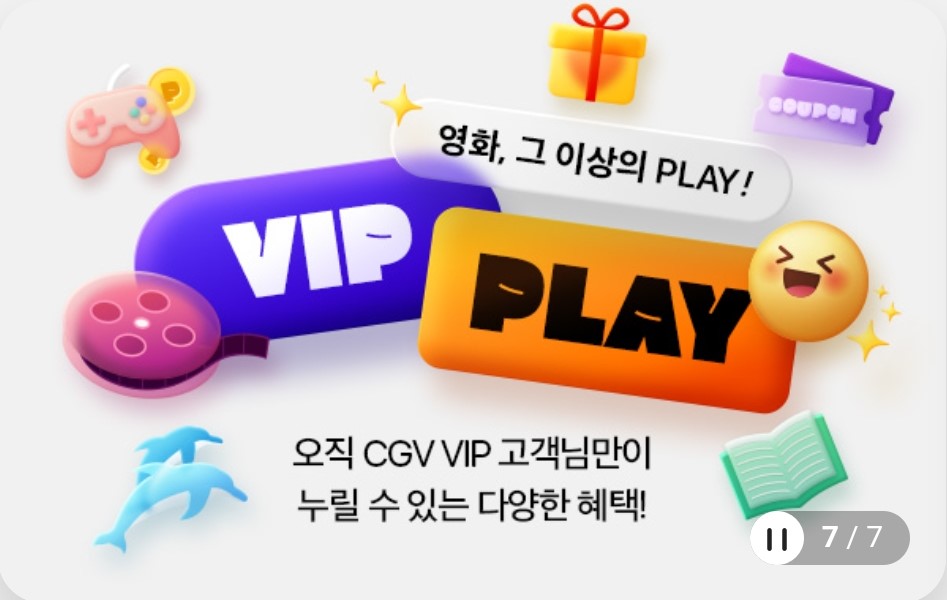 영화, 그 이상의 PLAY!
COUPON
VIP
PLAY
오직 CGV VIP 고객님만이
누릴 수 있는 다양한 혜택!
7 / 7
P
P